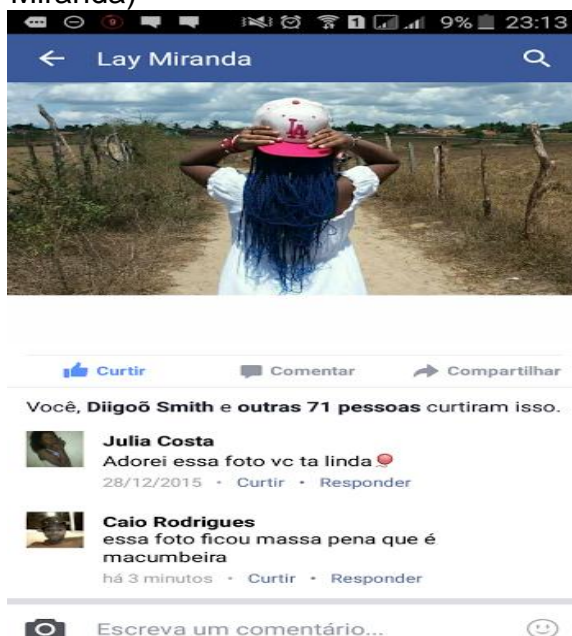 Miranda)
9 1 9% 23:13
Lay Miranda
LA
Curtir Comentar Compartilhar
Você, Diigoõ Smith e outras 71 pessoas curtiram isso.
Julia Costa
Adorei essa foto vc ta linda
28/12/2015 • Curtir • Responder
Caio Rodrigues
essa foto ficou massa pena que é
macumbeira
há 3 minutos • Curtir • Responder
Escreva um comentário...